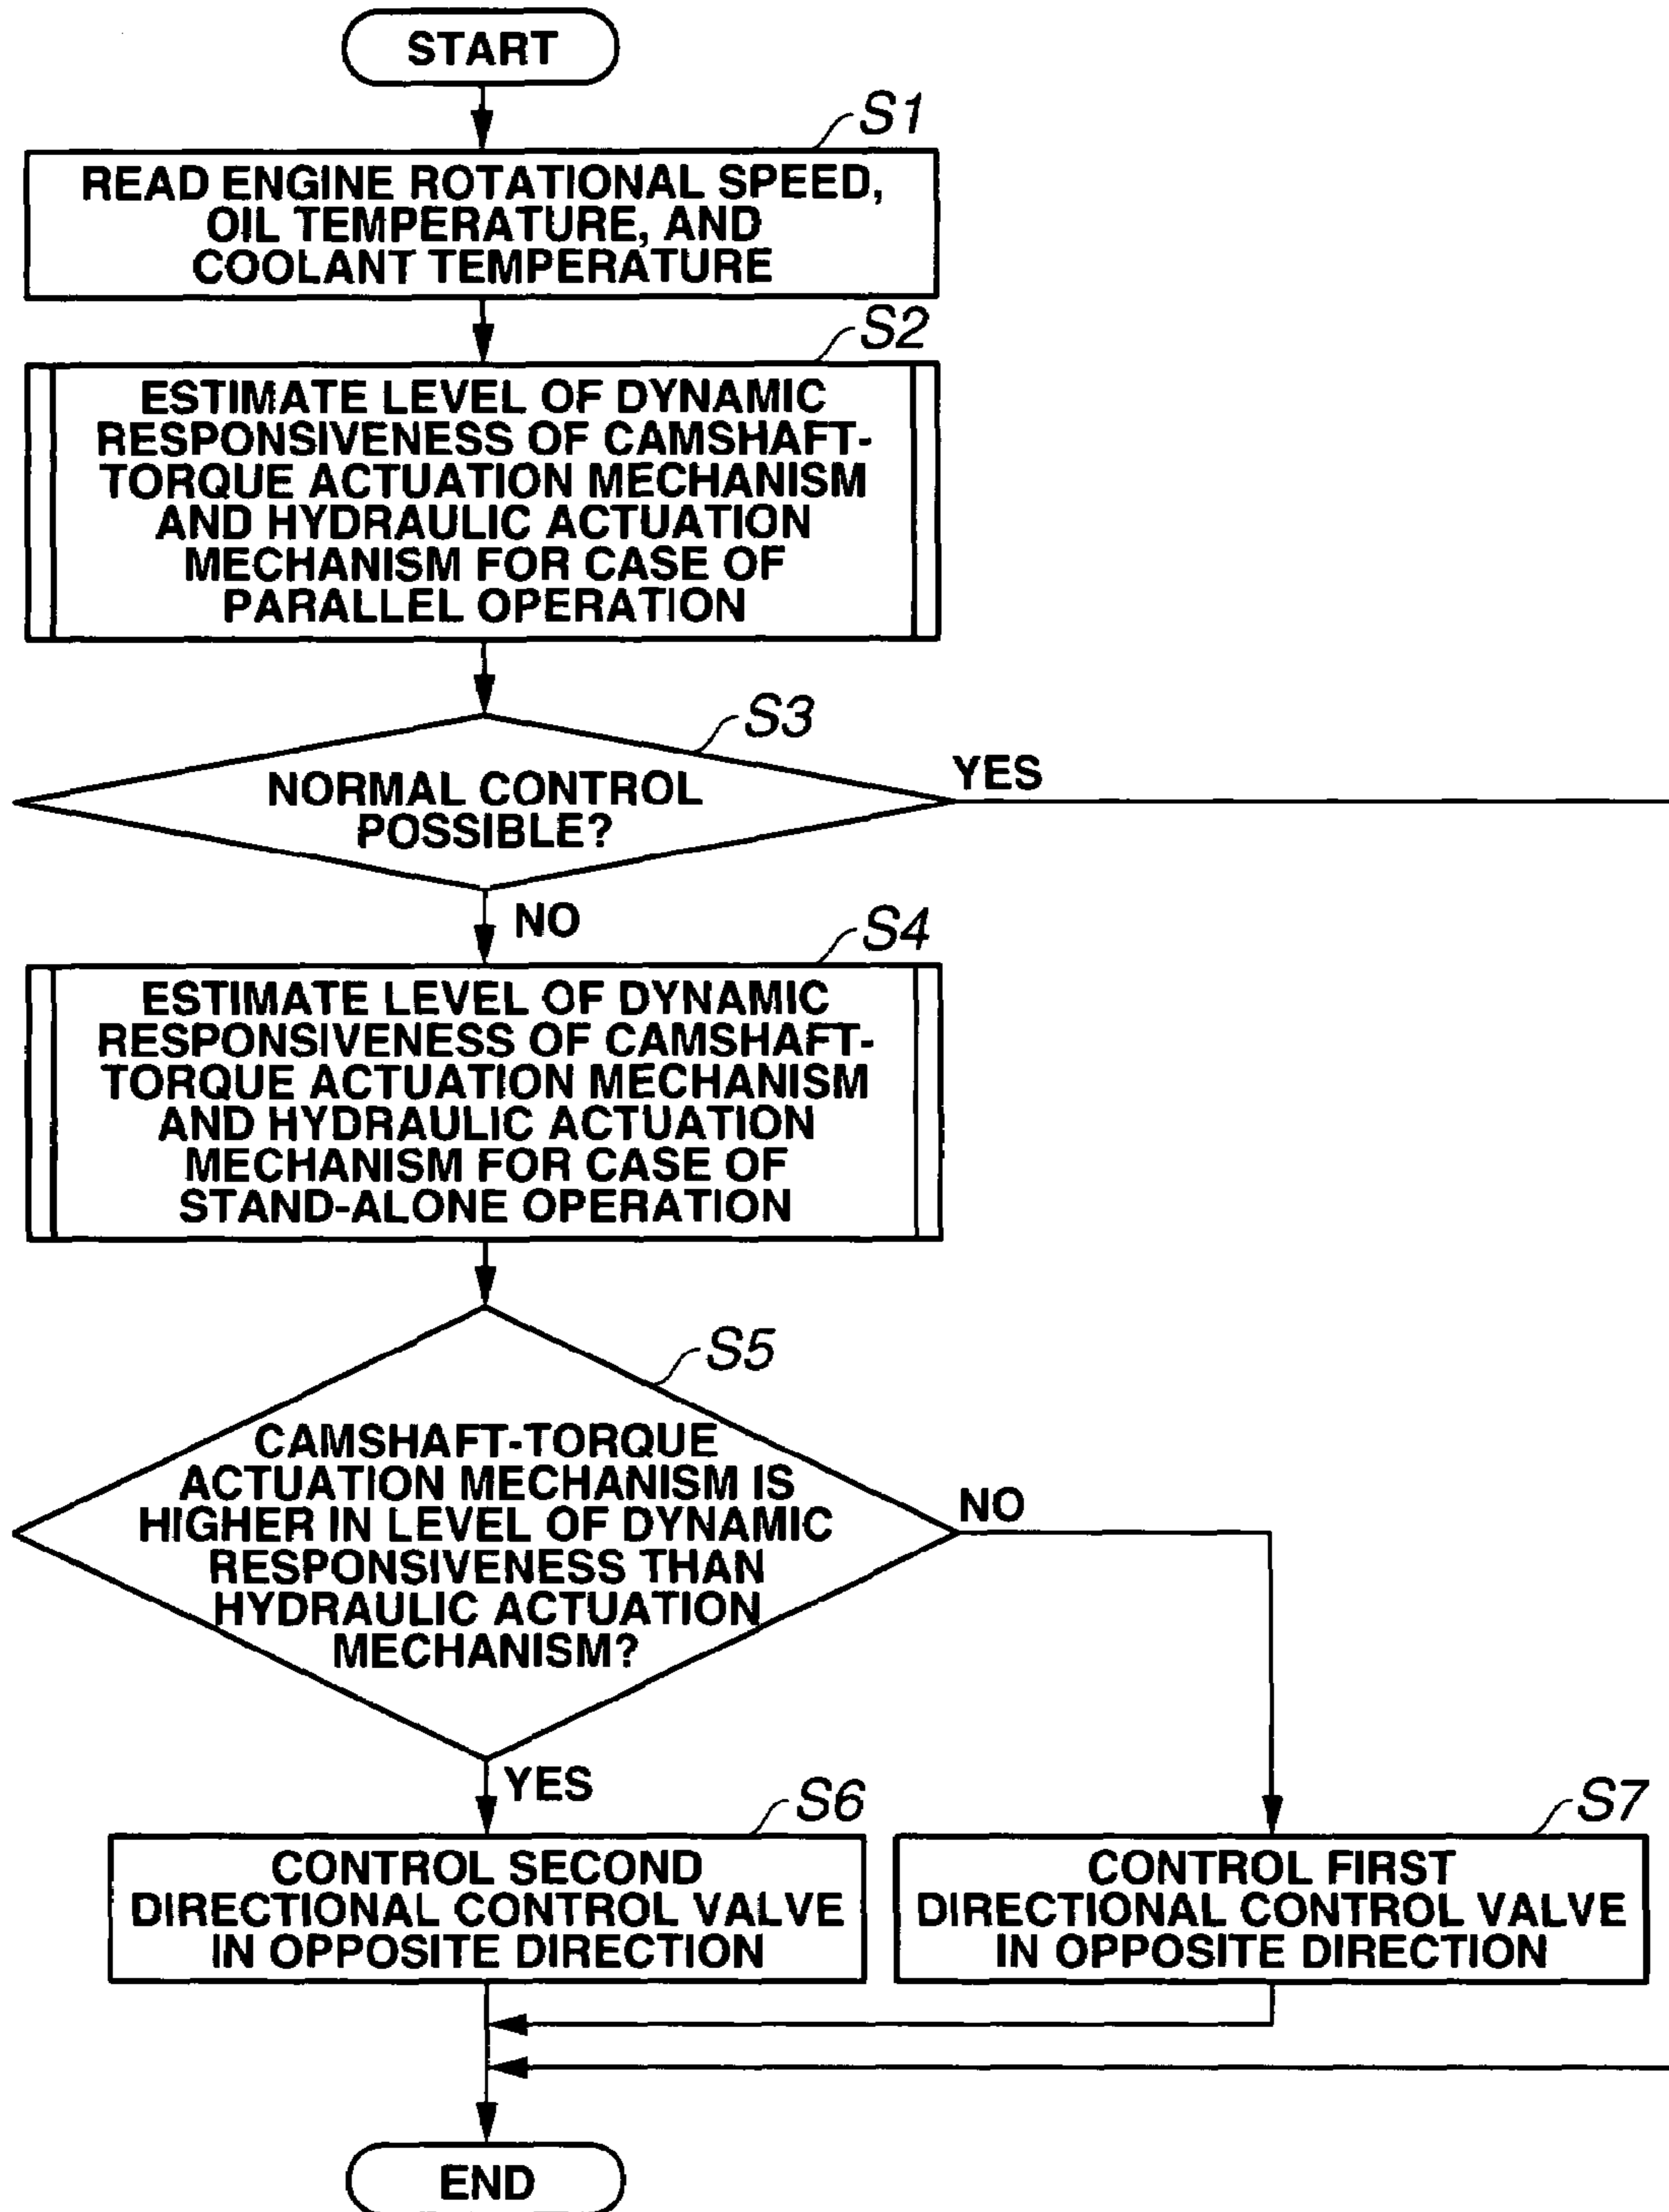 START
S1
READ ENGINE ROTATIONAL SPEED,
OIL TEMPERATURE, AND
COOLANT TEMPERATURE
S2
ESTIMATE LEVEL OF DYNAMIC
RESPONSIVENESS OF CAMSHAFT-
TORQUE ACTUATION MECHANISM
AND HYDRAULIC ACTUATION
MECHANISM FOR CASE OF
PARALLEL OPERATION
S3
NORMAL CONTROL
POSSIBLE?
YES
NO
S4
ESTIMATE LEVEL OF DYNAMIC
RESPONSIVENESS OF CAMSHAFT-
TORQUE ACTUATION MECHANISM
AND HYDRAULIC ACTUATION
MECHANISM FOR CASE OF
STAND-ALONE OPERATION
S5
CAMSHAFT-TORQUE
ACTUATION MECHANISM IS
HIGHER IN LEVEL OF DYNAMIC
RESPONSIVENESS THAN
HYDRAULIC ACTUATION
MECHANISM?
NO
YES
S6
CONTROL SECOND
DIRECTIONAL CONTROL VALVE
IN OPPOSITE DIRECTION
S7
CONTROL FIRST
DIRECTIONAL CONTROL VALVE
IN OPPOSITE DIRECTION
END